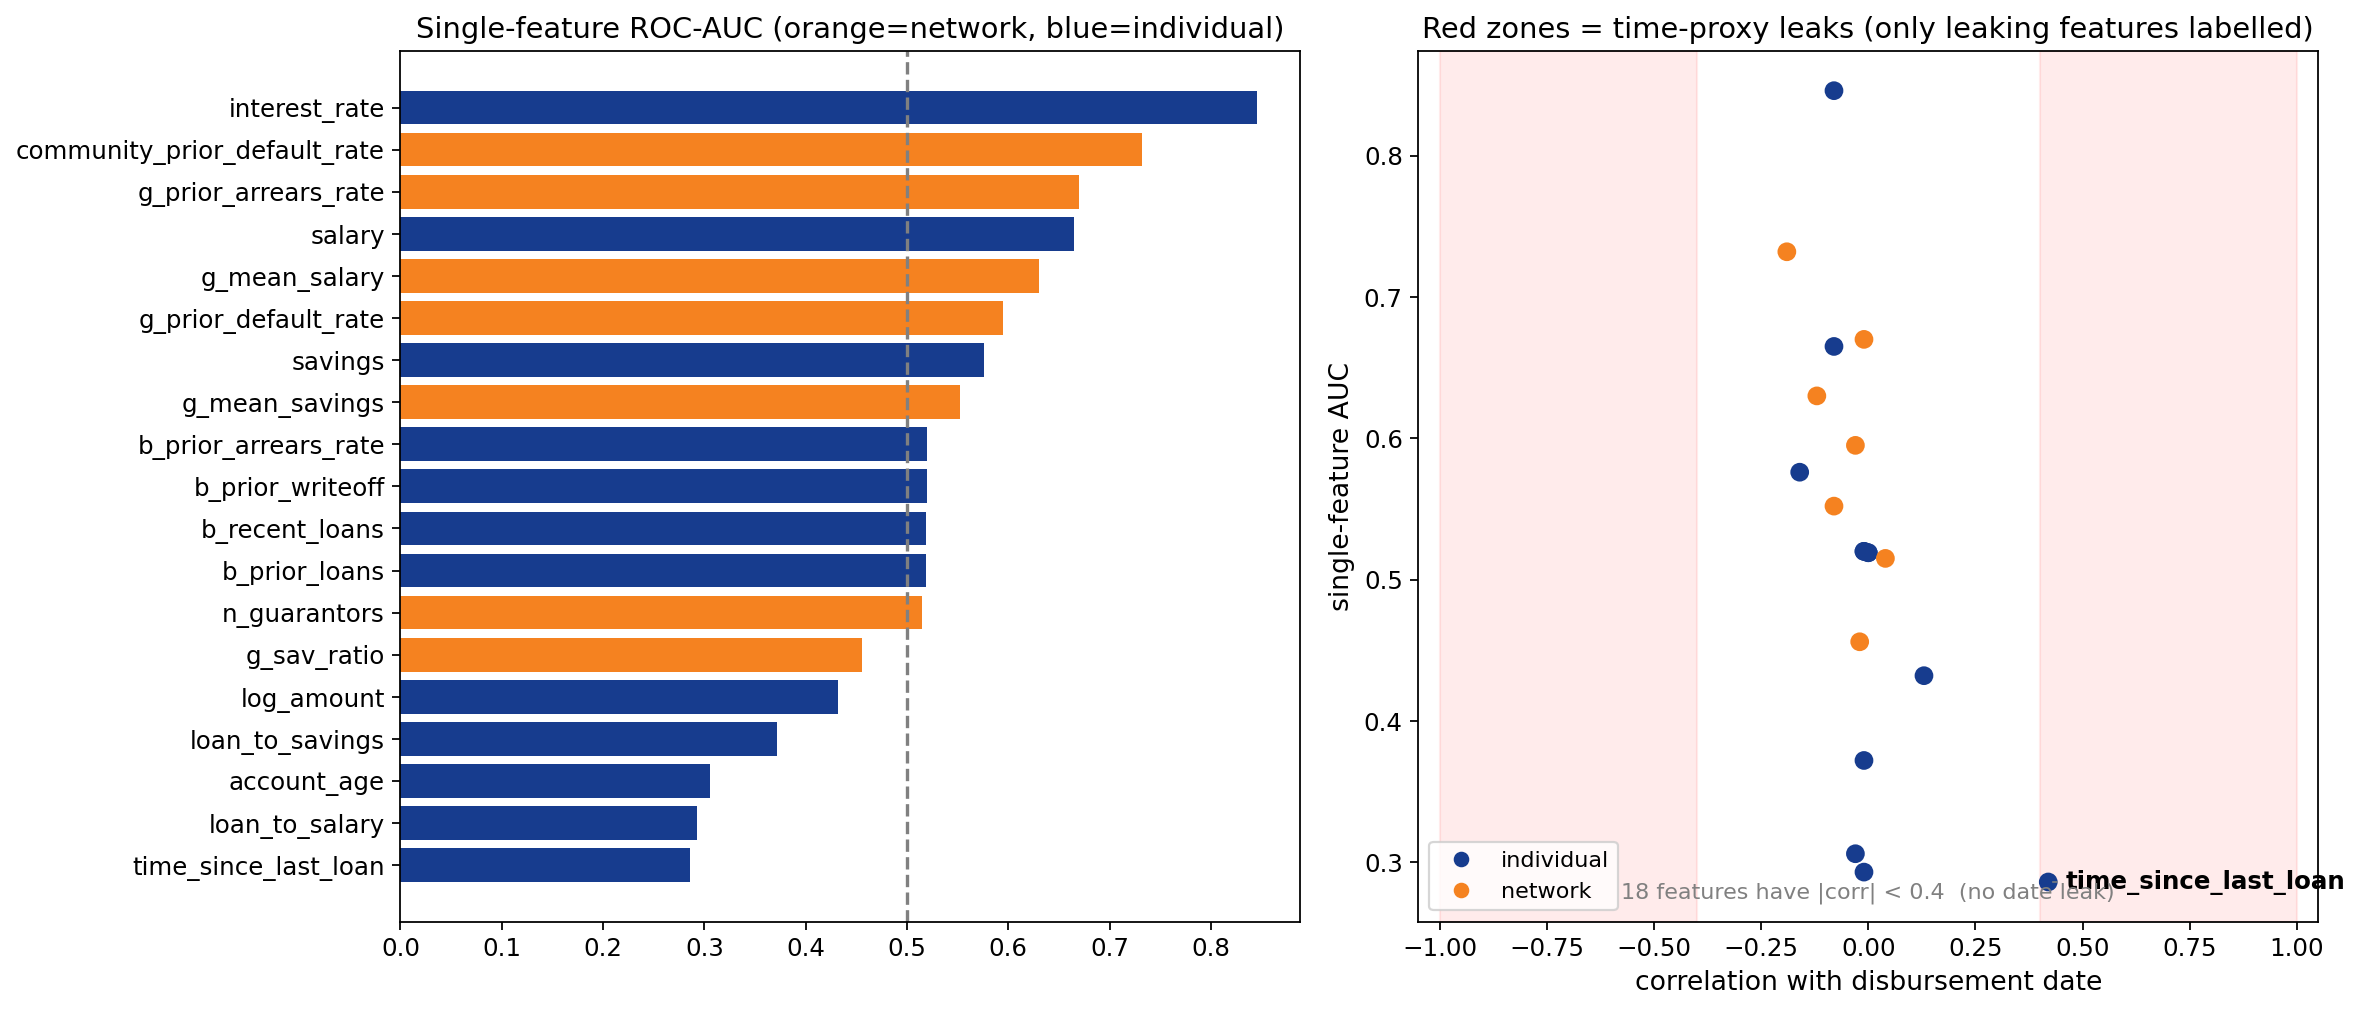 Single-feature ROC-AUC (orange=network, blue=individual)
interest_rate
community_prior_default_rate
g_prior_arrears_rate
salary
g_mean_salary
g_prior_default_rate
savings
g_mean_savings
b_prior_arrears_rate
b_prior_writeoff
b_recent_loans
b_prior_loans
n_guarantors
g_sav_ratio
log_amount
loan_to_savings
account_age
loan_to_salary
time_since_last_loan
0.0 0.1 0.2 0.3 0.4 0.5 0.6 0.7 0.8
Red zones = time-proxy leaks (only leaking features labelled)
single-feature AUC
0.8
0.7
0.6
0.5
0.4
0.3
individual
network
time_since_last_loan
18 features have |corr| < 0.4 (no date leak)
−1.00 −0.75 −0.50 −0.25 0.00 0.25 0.50 0.75 1.00
correlation with disbursement date